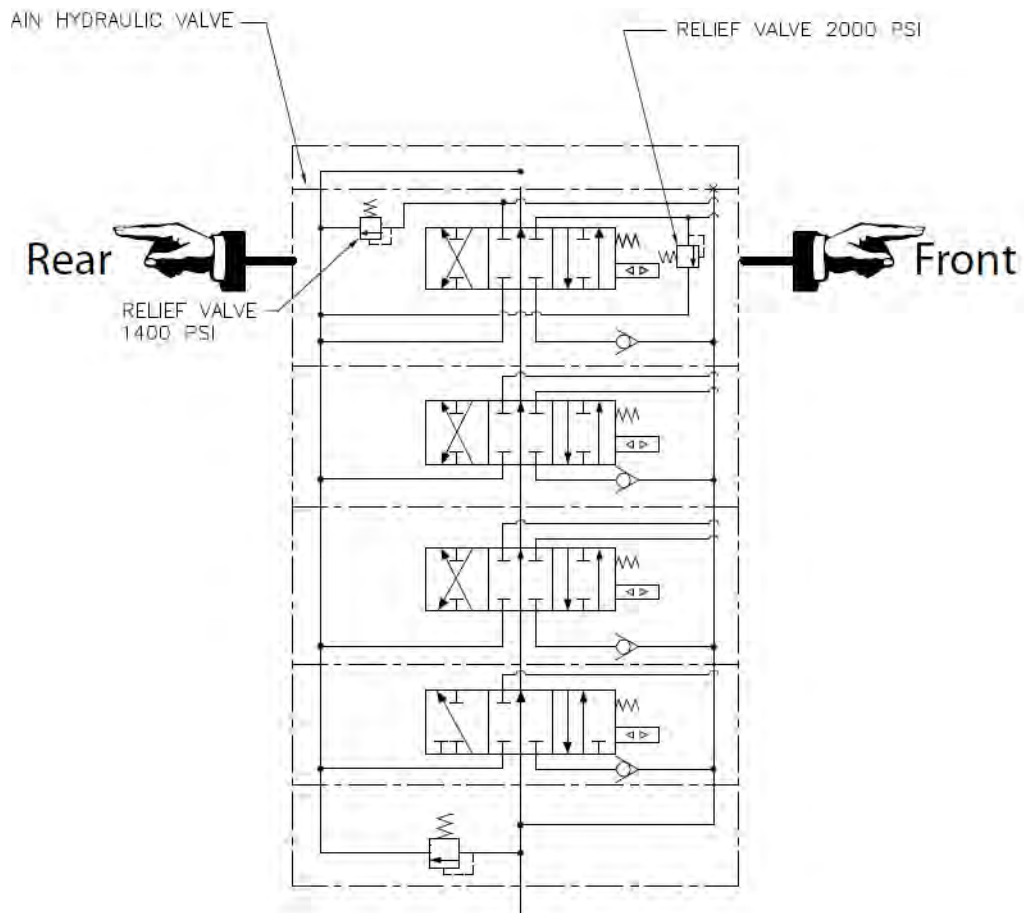 AIN HYDRAULIC VALVE
RELIEF VALVE 2000 PSI
Rear
Front
RELIEF VALVE
1400 PSI